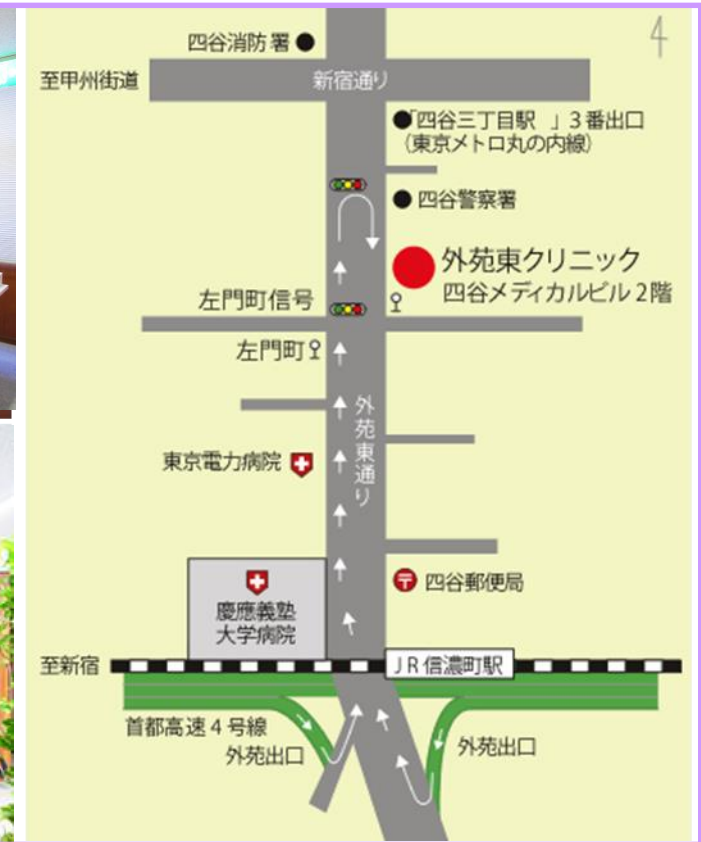 四谷消防署
至甲州街道
新宿通り
「四谷三丁目駅 」3番出口
(東京メトロ丸の内線)
四谷警察署
外苑東クリニック
四谷メディカルビル2階
左門町信号
左門町
外苑東通り
東京電力病院
慶應義塾
大学病院
四谷郵便局
至新宿
JR信濃町駅
首都高速4号線
外苑出口
外苑出口